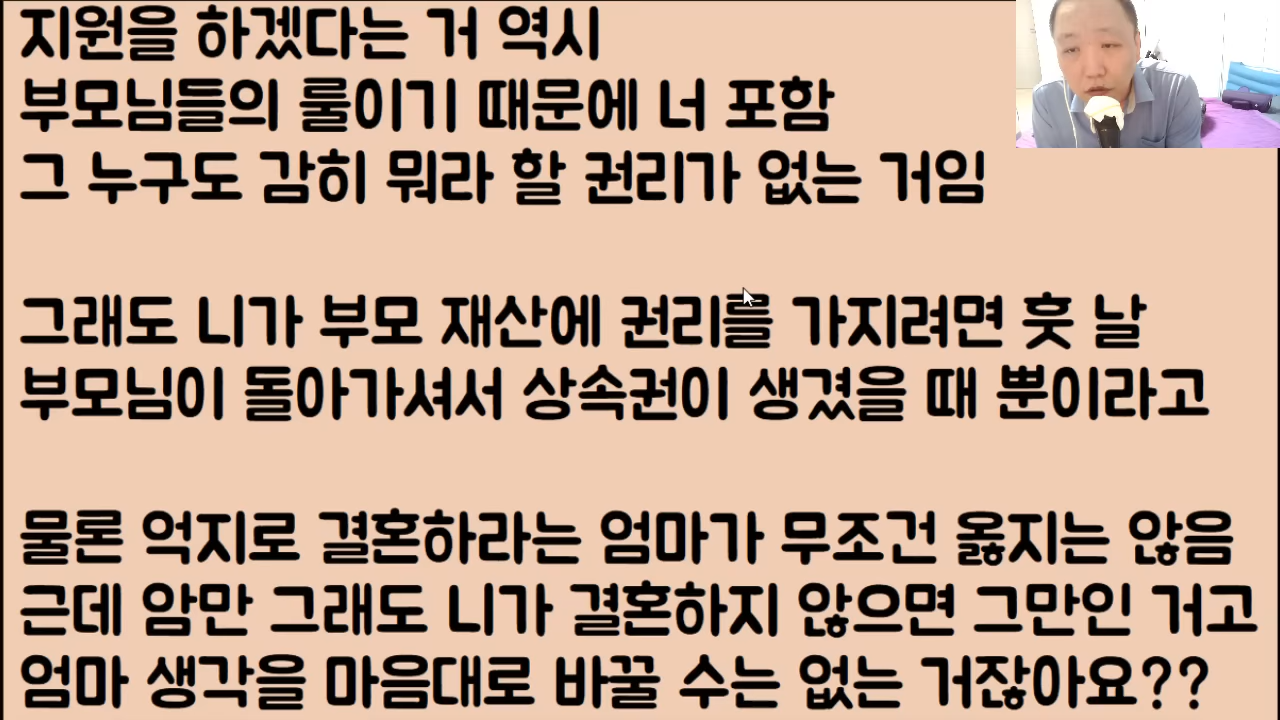 지원을 하겠다는 거 역시
부모님들의 룰이기 때문에 너 포함
그 누구도 감히 뭐라 할 권리가 없는 거임
그래도 니가 부모 재산에 권리를 가지려면 훗 날
부모님이 돌아가셔서 상속권이 생겼을 때 뿐이라고
물론 억지로 결혼하라는 엄마가 무조건 옳지는 않음
근데 암만 그래도 니가 결혼하지 않으면 그만인 거고
엄마 생각을 마음대로 바꿀 수는 없는 거잖아요??